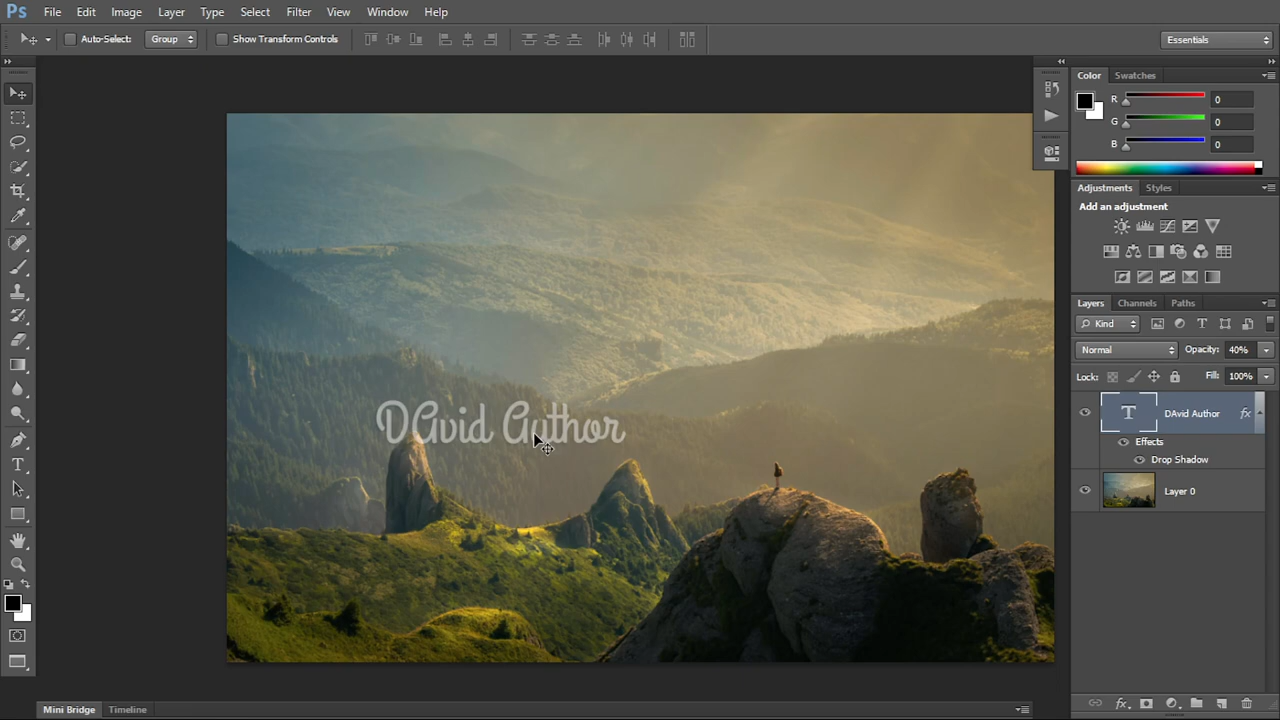 Ps File Edit Image Layer Type Select Filter View Window Help
Auto-Select: Group Show Transform Controls Essentials
Color Swatches
R 0
G 0
B 0
Adjustments Styles
Add an adjustment
Layers Channels Paths
Kind T
Normal Opacity: 40%
Lock: Fill: 100%
T DAvid Author fx
Effects
Drop Shadow
Layer 0
DAvid Author
T
fx
Mini Bridge Timeline